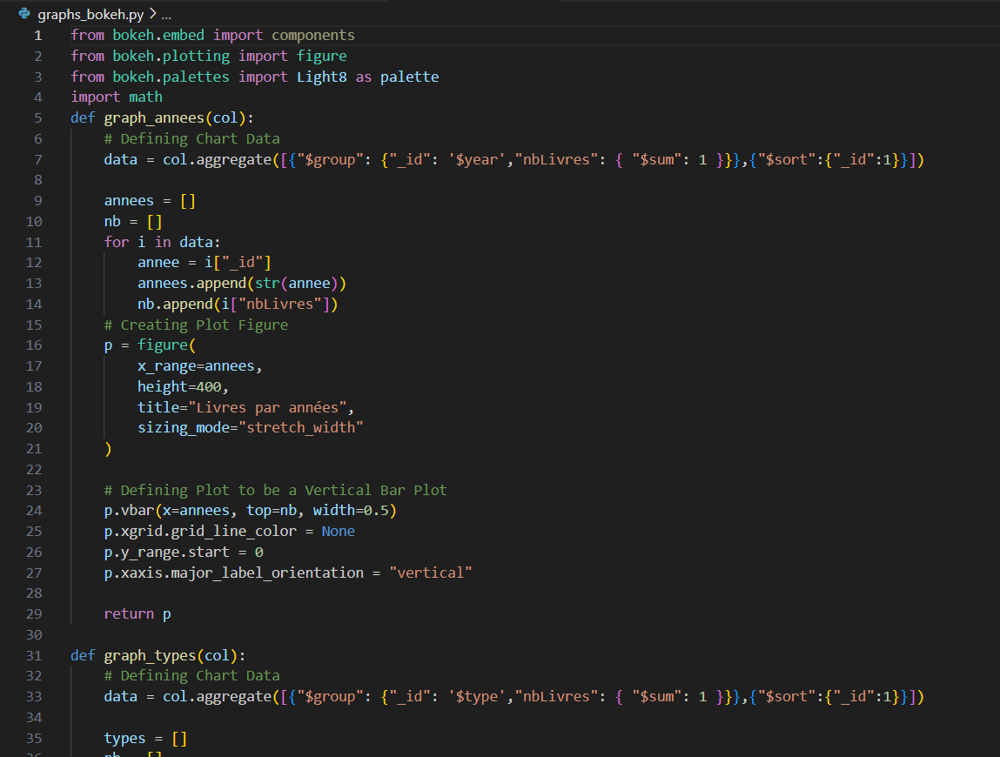 graphs_bokeh.py > ...
1 from bokeh.embed import components
2 from bokeh.plotting import figure
3 from bokeh.palettes import Light8 as palette
4 import math
5 def graph_annees(col):
6     # Defining Chart Data
7     data = col.aggregate([{"$group": {"_id": '$year',"nbLivres": { "$sum": 1 }}},{"$sort":{"_id":1}}])
8
9     annees = []
10     nb = []
11     for i in data:
12         annee = i["_id"]
13         annees.append(str(annee))
14         nb.append(i["nbLivres"])
15     # Creating Plot Figure
16     p = figure(
17         x_range=annees,
18         height=400,
19         title="Livres par années",
20         sizing_mode="stretch_width"
21     )
22
23     # Defining Plot to be a Vertical Bar Plot
24     p.vbar(x=annees, top=nb, width=0.5)
25     p.xgrid.grid_line_color = None
26     p.y_range.start = 0
27     p.xaxis.major_label_orientation = "vertical"
28
29     return p
30
31 def graph_types(col):
32     # Defining Chart Data
33     data = col.aggregate([{"$group": {"_id": '$type',"nbLivres": { "$sum": 1 }}},{"$sort":{"_id":1}}])
34
35     types = []
36     nb = []